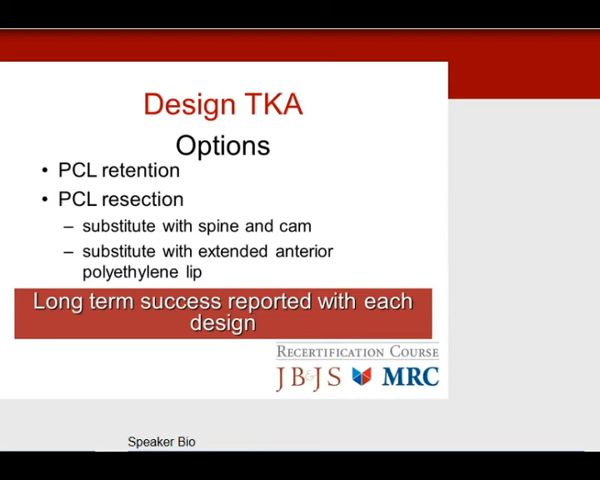 Design TKA
Options
• PCL retention
• PCL resection
– substitute with spine and cam
– substitute with extended anterior
polyethylene lip
Long term success reported with each
design
RECERTIFICATION COURSE
JB&JS MRC
Speaker Bio